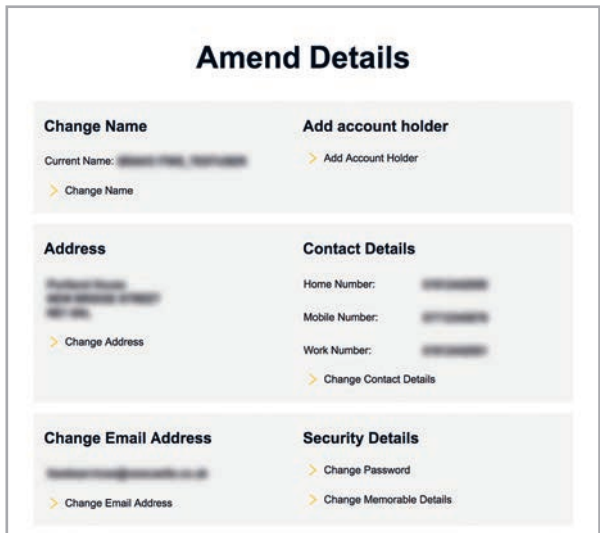 Amend Details
Change Name
Current Name:
Change Name
Add account holder
Add Account Holder
Address
Change Address
Contact Details
Home Number:
Mobile Number:
Work Number:
Change Contact Details
Change Email Address
Change Email Address
Security Details
Change Password
Change Memorable Details